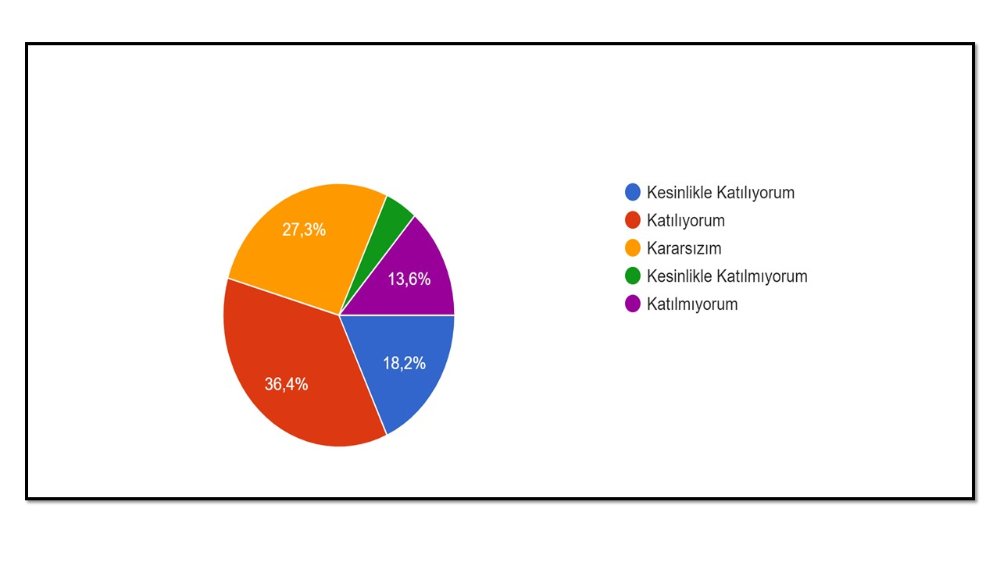 27,3%
13,6%
18,2%
36,4%
Kesinlikle Katılıyorum
Katılıyorum
Kararsızım
Kesinlikle Katılmıyorum
Katılmıyorum